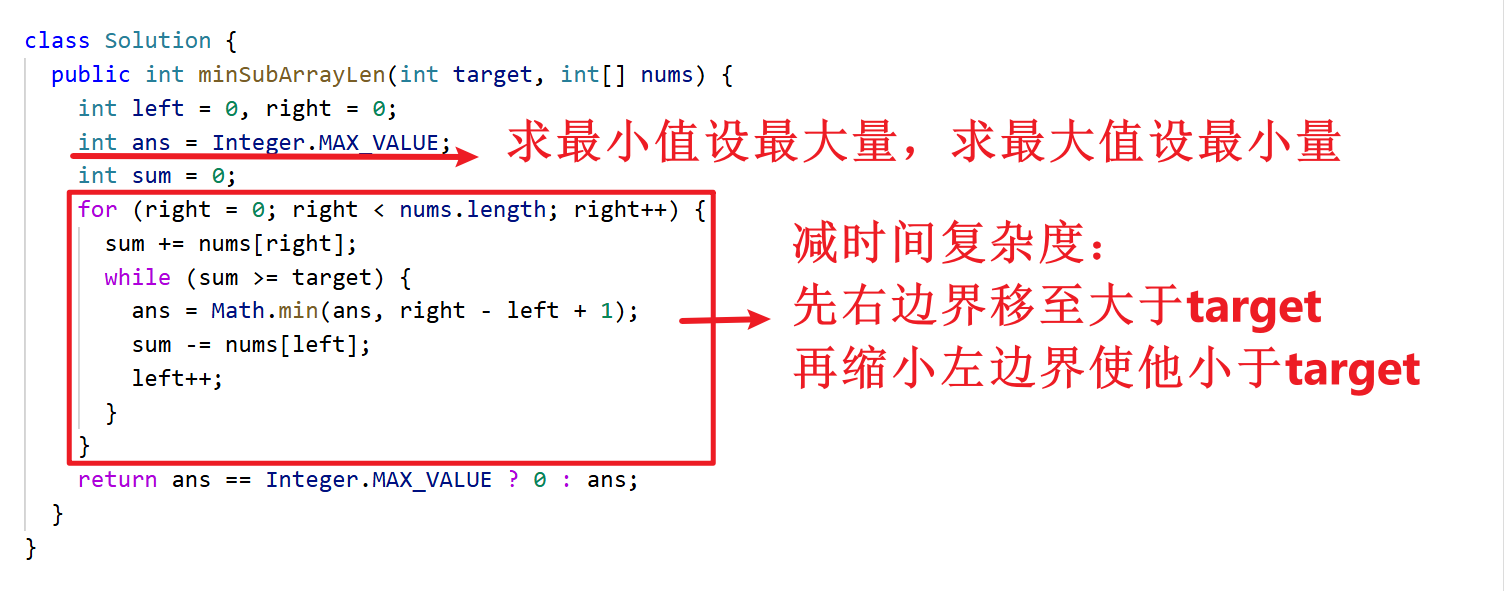 class Solution {
public int minSubArrayLen(int target, int[] nums) {
int left = 0, right = 0;
int ans = Integer.MAX_VALUE;
求最小值设最大量，求最大值设最小量
int sum = 0;
for (right = 0; right < nums.length; right++) {
sum += nums[right];
while (sum >= target) {
ans = Math.min(ans, right - left + 1);
sum -= nums[left];
left++;
}
}
减时间复杂度：
先右边界移至大于target
再缩小左边界使他小于target
return ans == Integer.MAX_VALUE ? 0 : ans;
}
}